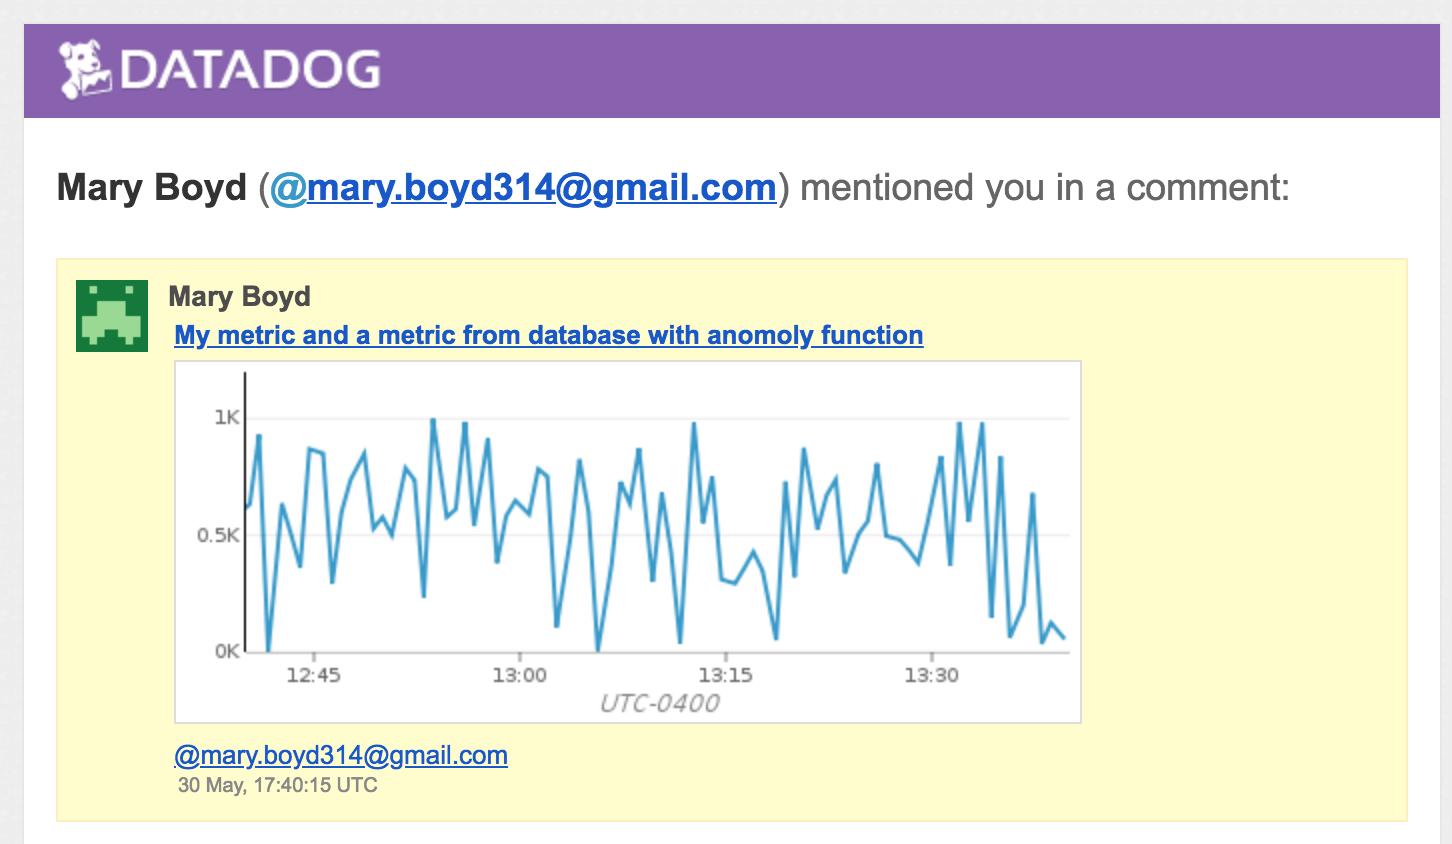 DATADOG
Mary Boyd (@mary.boyd314@gmail.com) mentioned you in a comment:
Mary Boyd
My metric and a metric from database with anomoly function
1K
0.5K
0K
12:45 13:00 13:15 13:30
UTC-0400
@mary.boyd314@gmail.com
30 May, 17:40:15 UTC